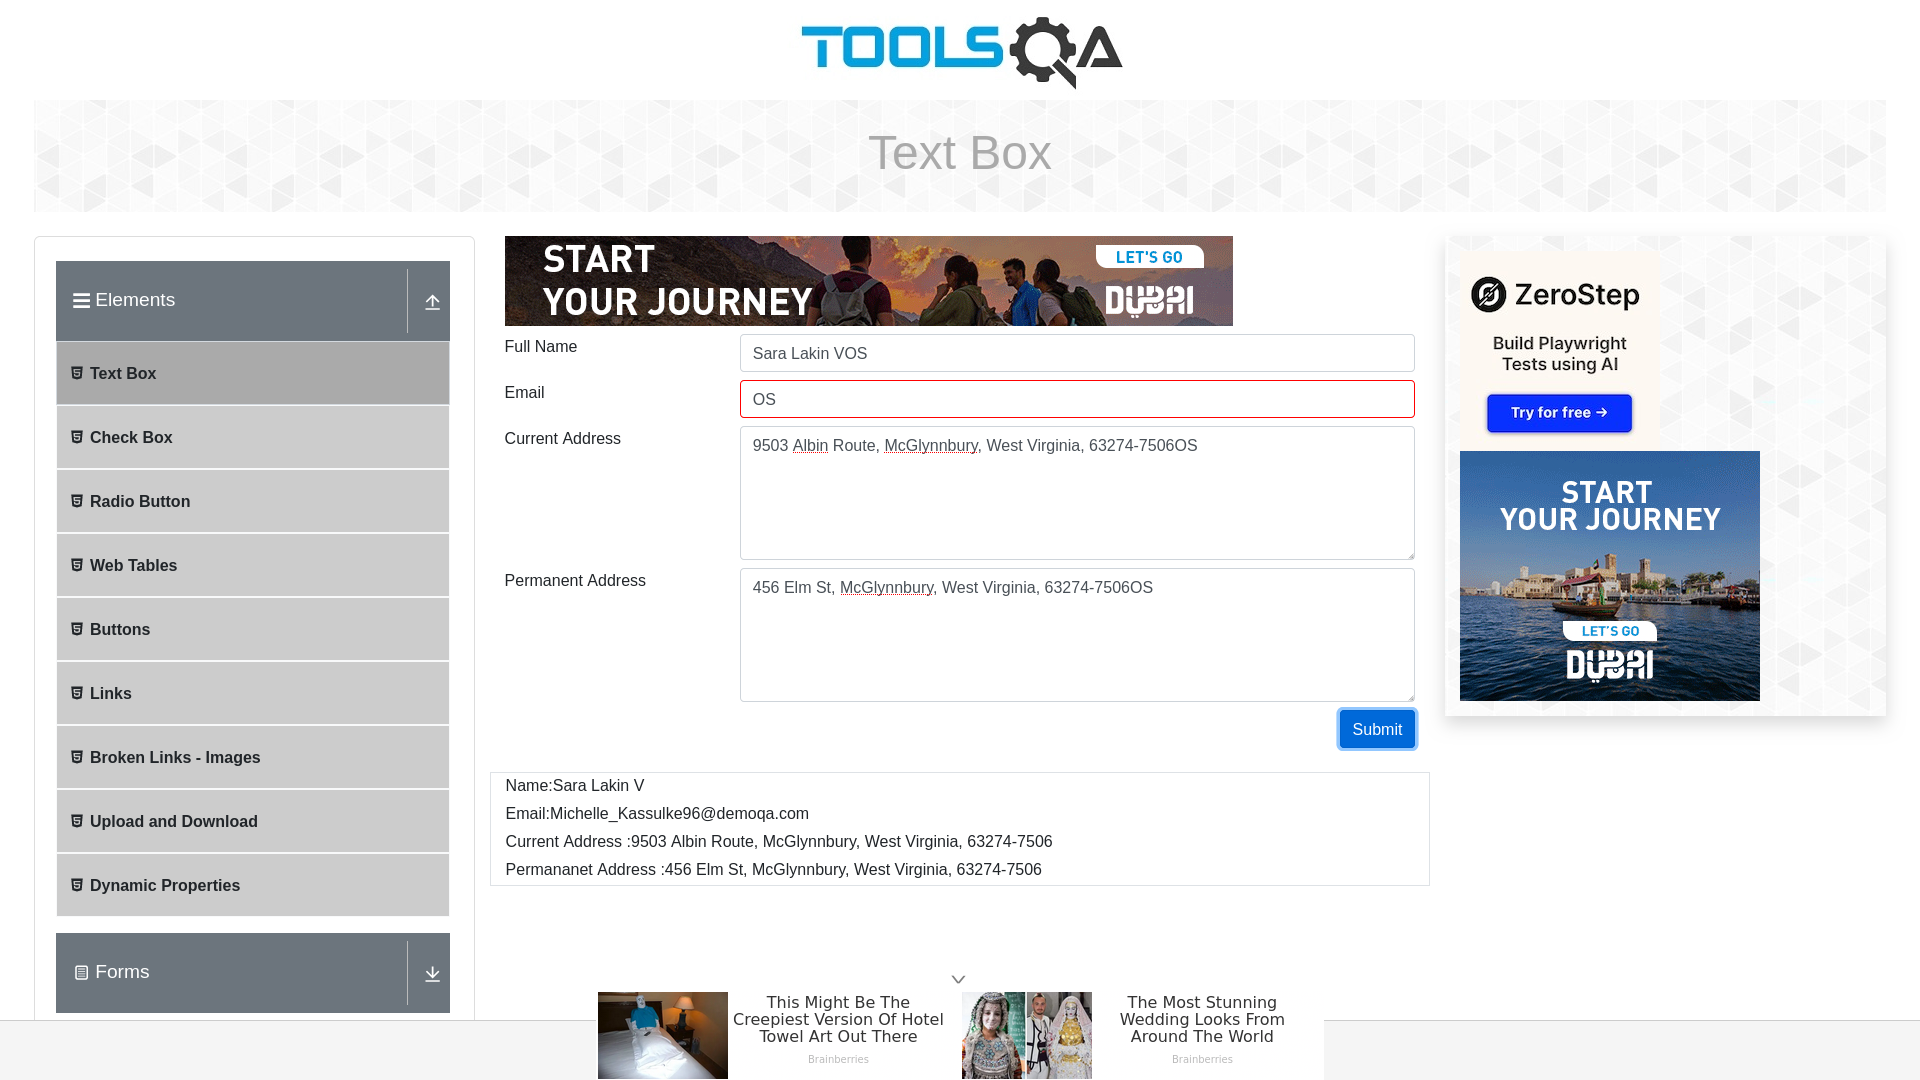 TOOLSQA
Text Box
Elements
Text Box
Check Box
Radio Button
Web Tables
Buttons
Links
Broken Links - Images
Upload and Download
Dynamic Properties
Forms
START
YOUR JOURNEY
LET'S GO
DUBAI
Full Name
Sara Lakin VOS
Email
OS
Current Address
9503 Albin Route, McGlynnbury, West Virginia, 63274-7506OS
Permanent Address
456 Elm St, McGlynnbury, West Virginia, 63274-7506OS
Submit
Name:Sara Lakin V
Email:Michelle_Kassulke96@demoqa.com
Current Address :9503 Albin Route, McGlynnbury, West Virginia, 63274-7506
Permananet Address :456 Elm St, McGlynnbury, West Virginia, 63274-7506
ZeroStep
Build Playwright
Tests using AI
Try for free →
START
YOUR JOURNEY
LET'S GO
DUBAI
This Might Be The
Creepiest Version Of Hotel
Towel Art Out There
Brainberries
The Most Stunning
Wedding Looks From
Around The World
Brainberries